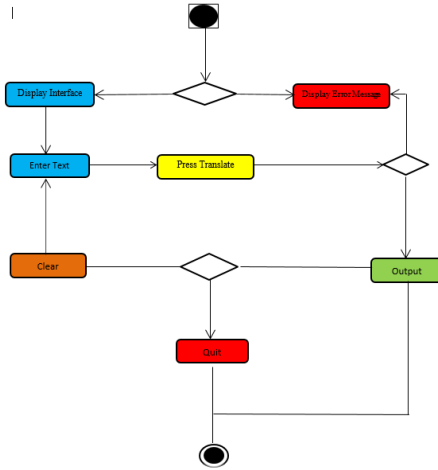 Display Interface
Display Error Message
Enter Text
Press Translate
Clear
Output
Quit